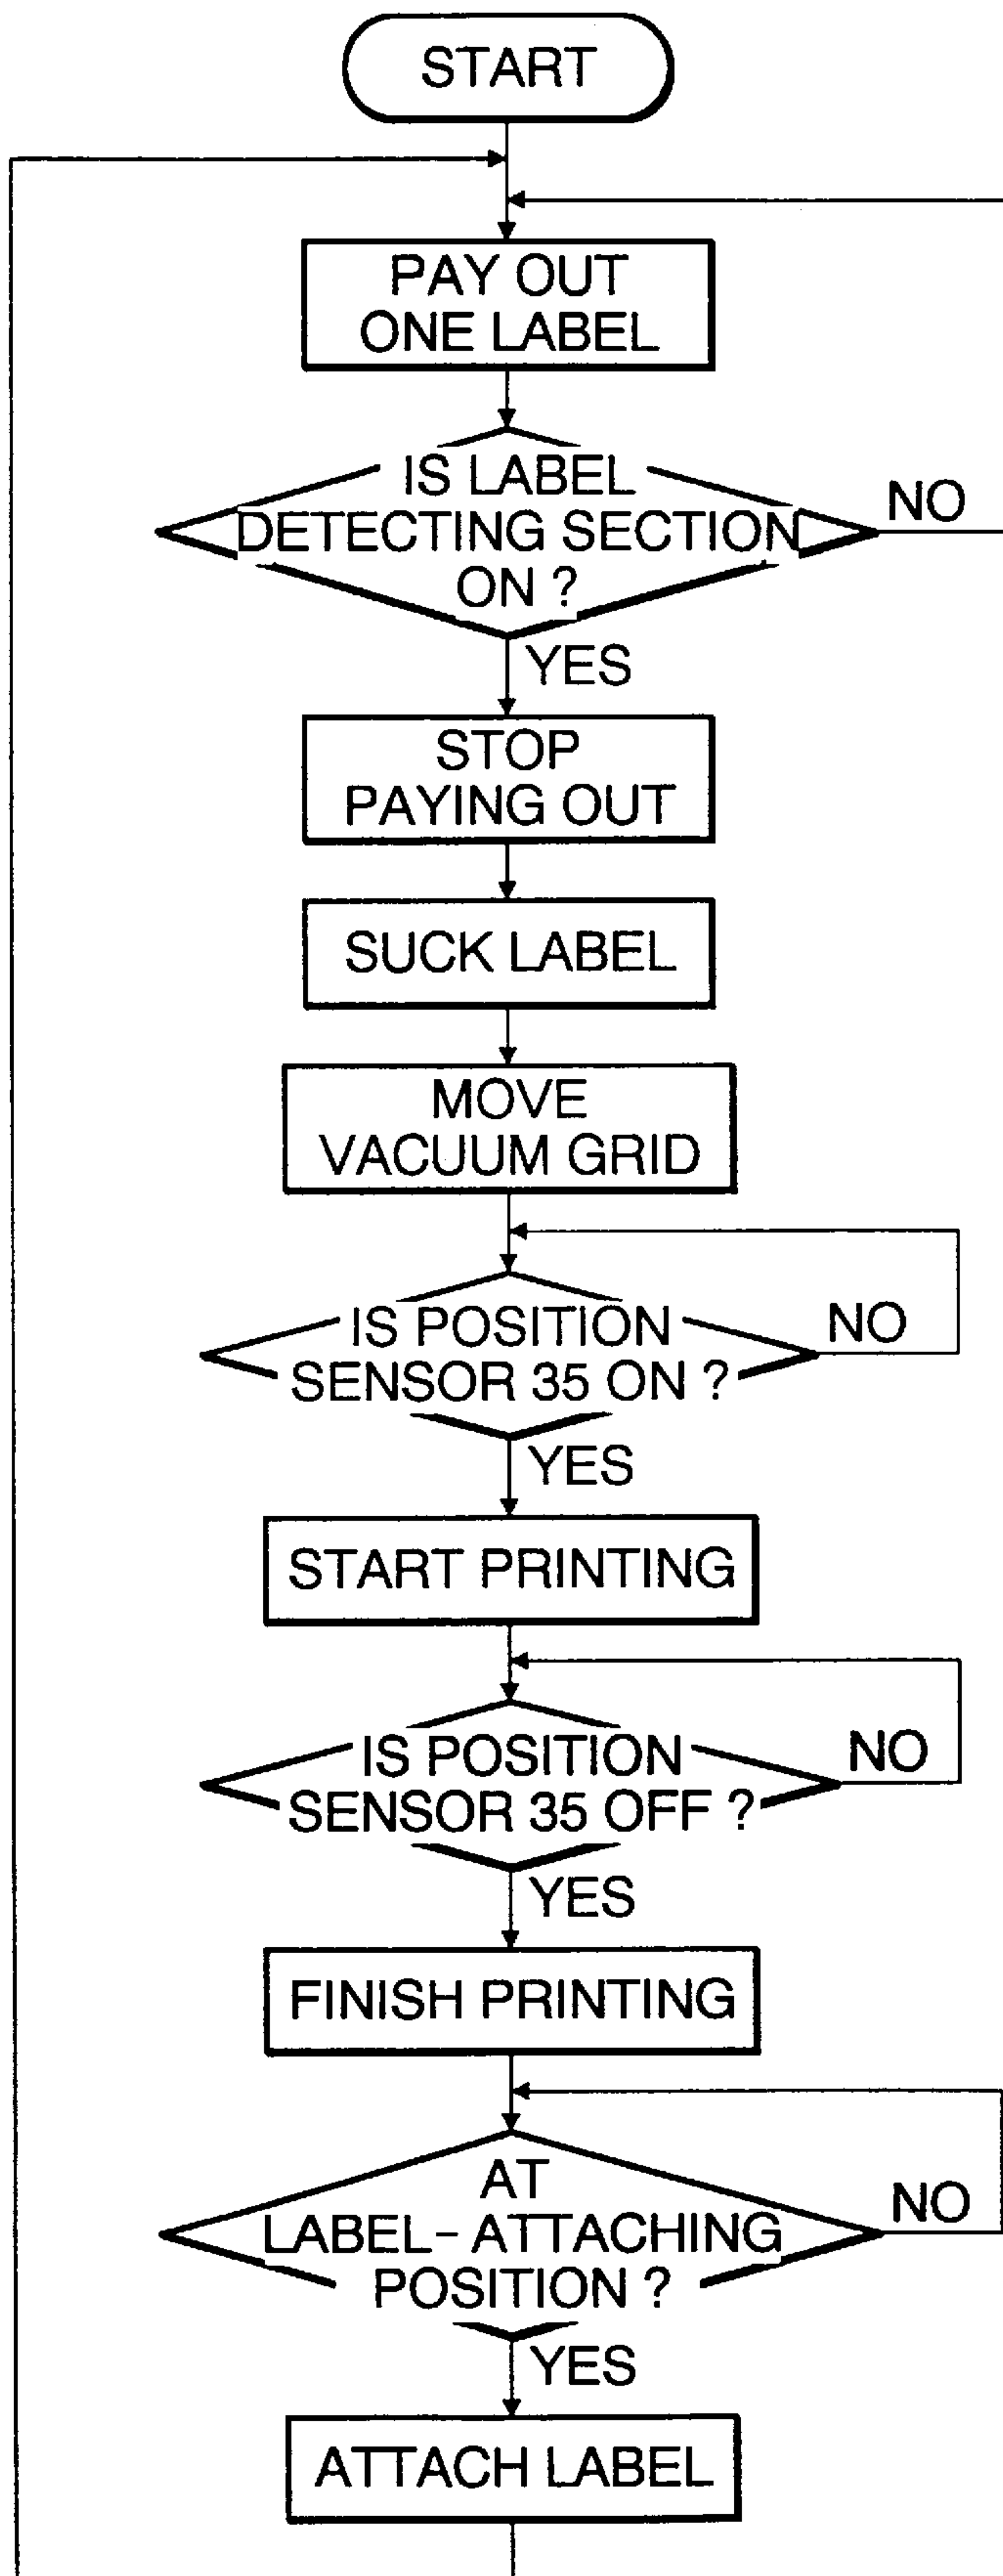 START
PAY OUT
ONE LABEL
IS LABEL
DETECTING SECTION
ON ?
NO
YES
STOP
PAYING OUT
SUCK LABEL
MOVE
VACUUM GRID
IS POSITION
SENSOR 35 ON ?
NO
YES
START PRINTING
IS POSITION
SENSOR 35 OFF ?
NO
YES
FINISH PRINTING
AT
LABEL- ATTACHING
POSITION ?
NO
YES
ATTACH LABEL